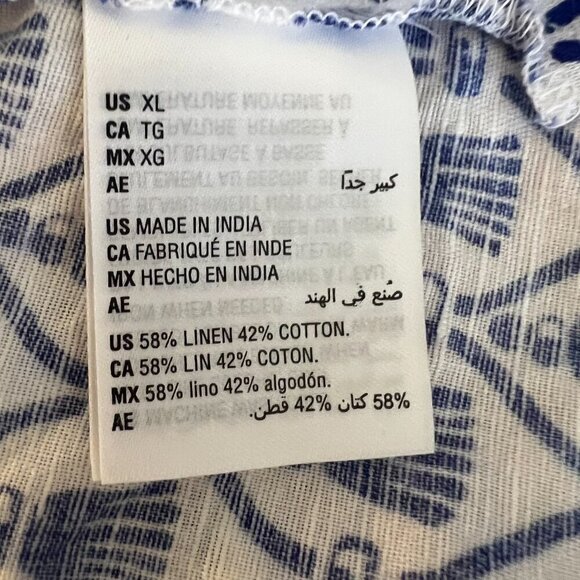 US XL
CA TG
MX XG
AE كبير جدًا
US MADE IN INDIA
CA FABRIQUÉ EN INDE
MX HECHO EN INDIA
AE صُنع في الهند
US 58% LINEN 42% COTTON.
CA 58% LIN 42% COTON.
MX 58% lino 42% algodón.
AE 58% كتان 42% قطن.